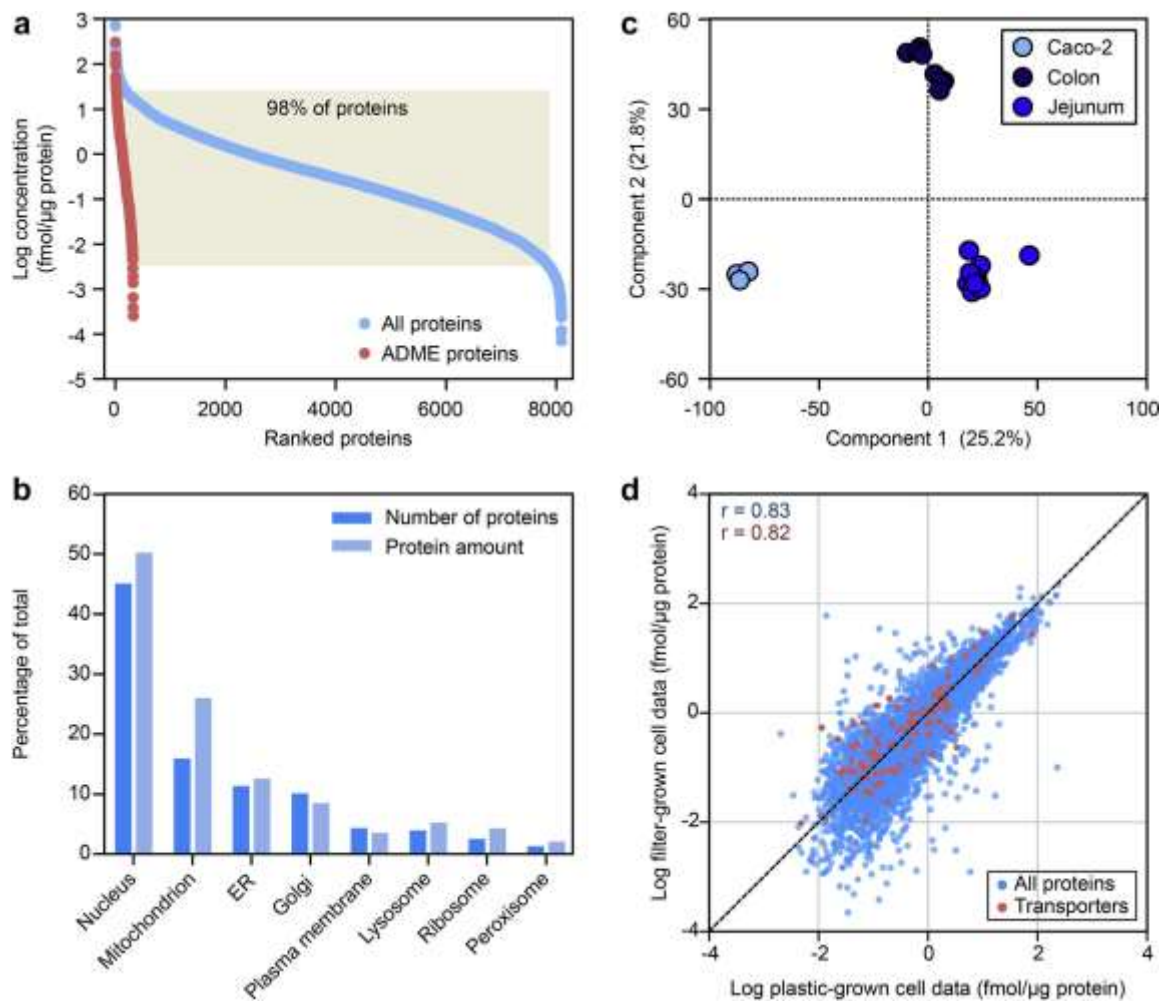 a
3
2
1
0
-1
-2
-3
-4
-5
Log concentration
(fmol/µg protein)
98% of proteins
All proteins
ADME proteins
0
2000
4000
6000
8000
Ranked proteins
b
60
50
40
30
20
10
0
Percentage of total
Number of proteins
Protein amount
Nucleus
Mitochondrion
ER
Golgi
Plasma membrane
Lysosome
Ribosome
Peroxisome
c
60
30
0
-30
-60
Component 2 (21.8%)
Caco-2
Colon
Jejunum
-100
-50
0
50
100
Component 1 (25.2%)
d
4
2
0
-2
-4
Log filter-grown cell data (fmol/µg protein)
r = 0.83
r = 0.82
All proteins
Transporters
-4
-2
0
2
4
Log plastic-grown cell data (fmol/µg protein)